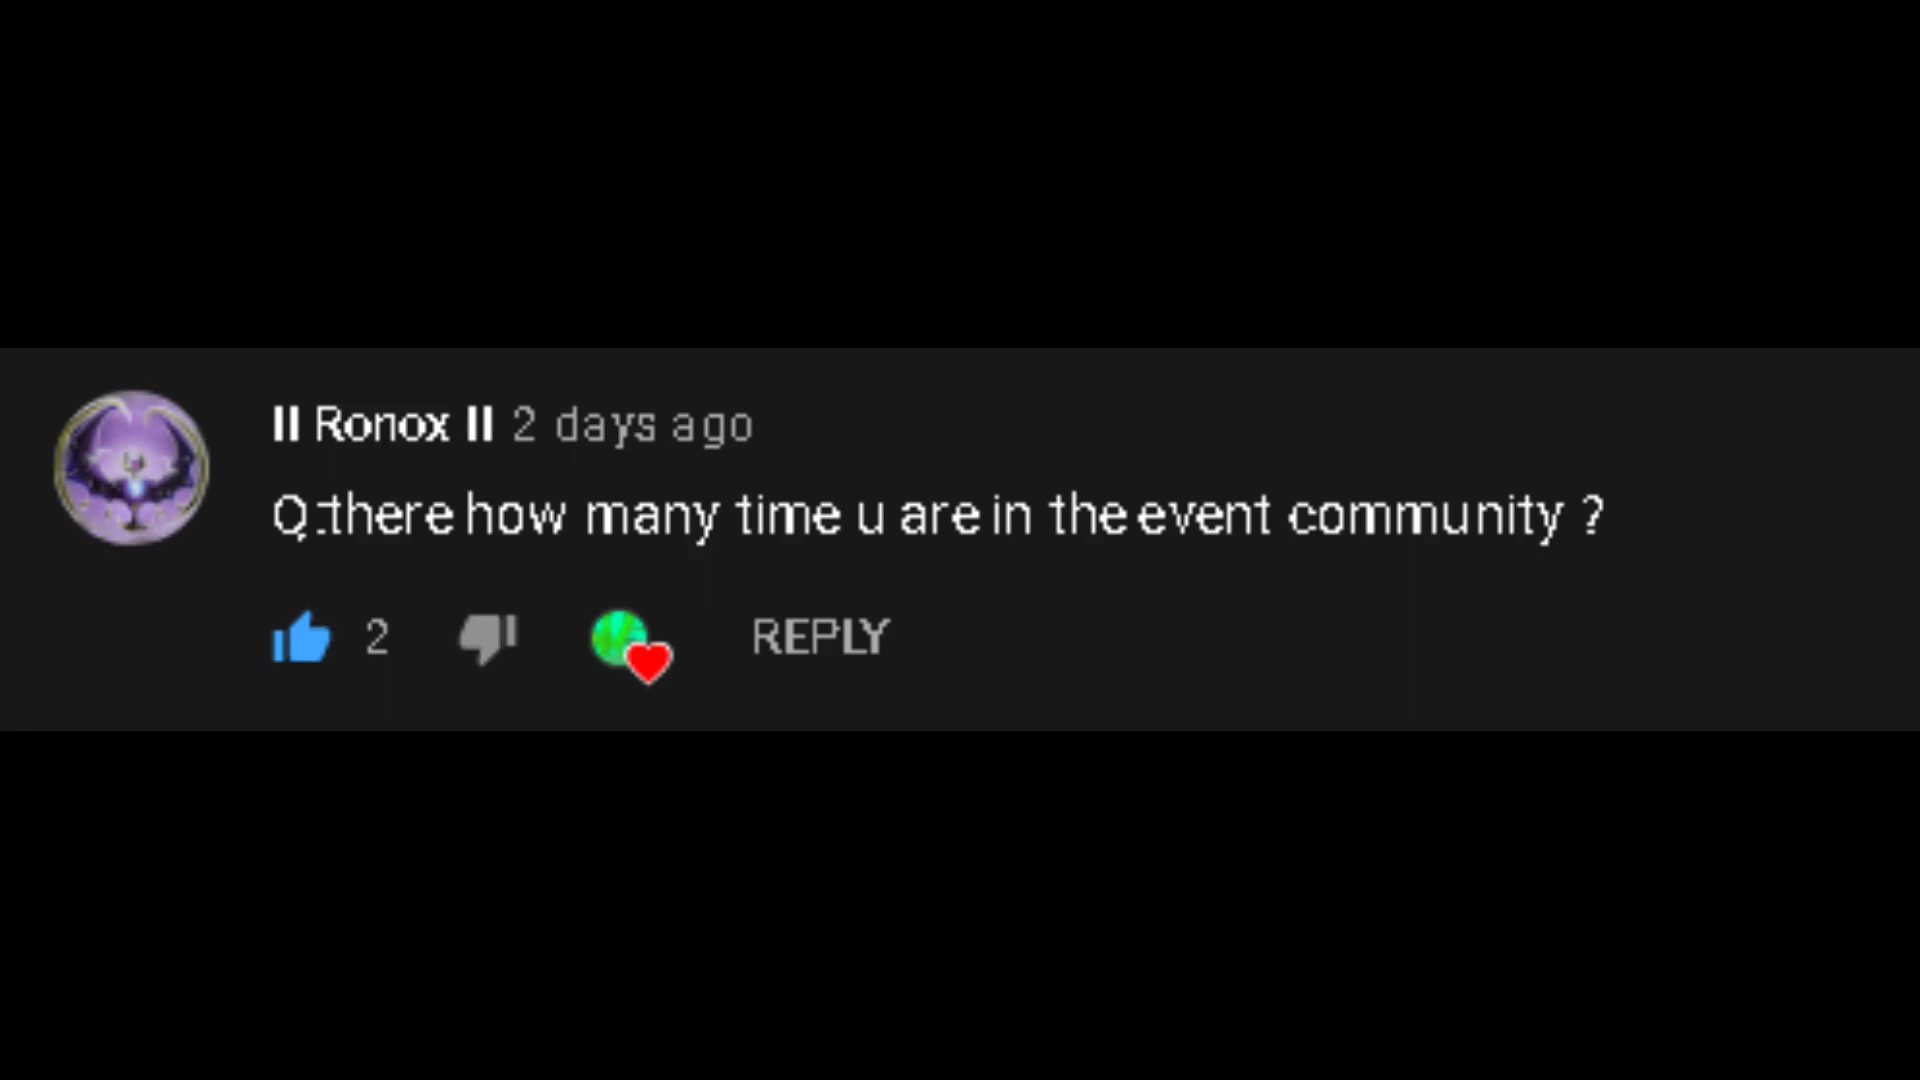 II Ronox II 2 days ago
Q:there how many time u are in the event community ?
2 REPLY